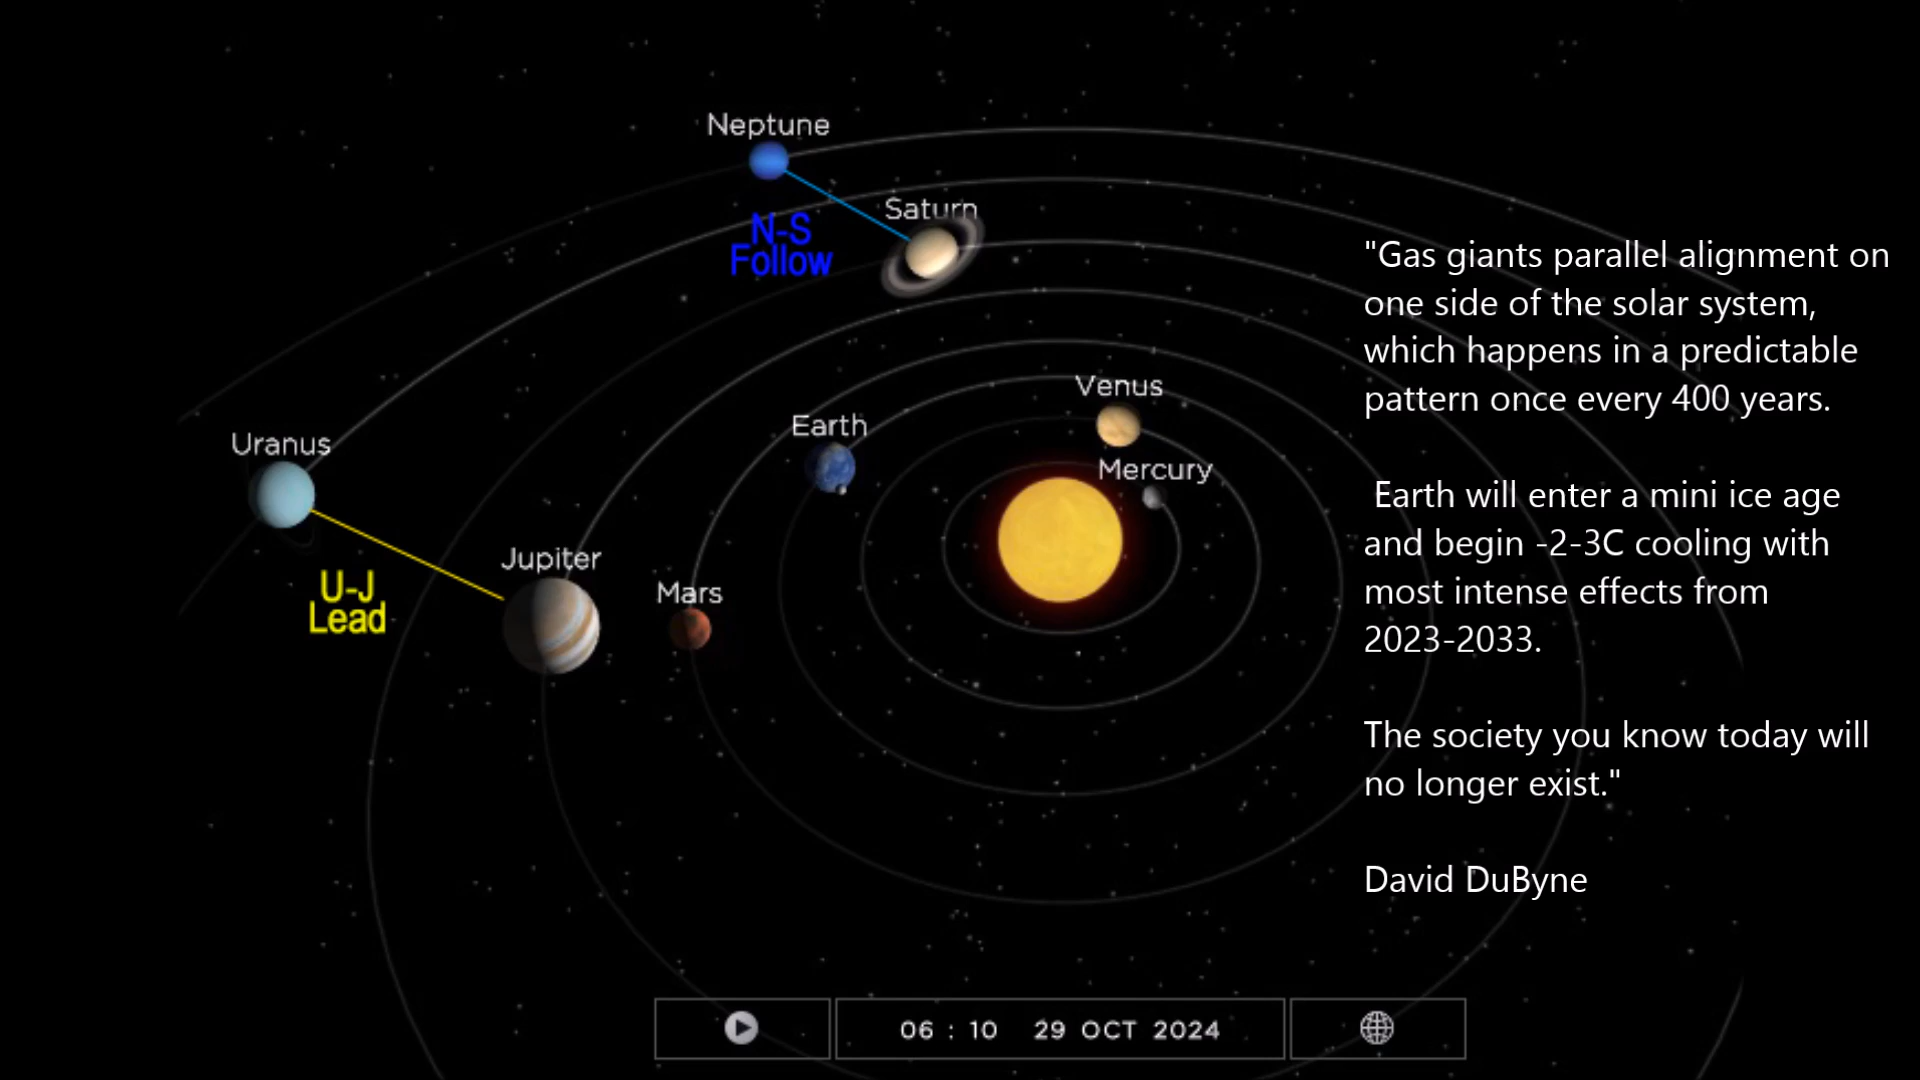 Neptune
Saturn
N-S
Follow
"Gas giants parallel alignment on
one side of the solar system,
which happens in a predictable
pattern once every 400 years.
Venus
Earth
Uranus
Mercury
Earth will enter a mini ice age
and begin -2-3C cooling with
most intense effects from
2023-2033.
Jupiter
U-J
Lead
Mars
The society you know today will
no longer exist."
David DuByne
06 : 10 29 OCT 2024